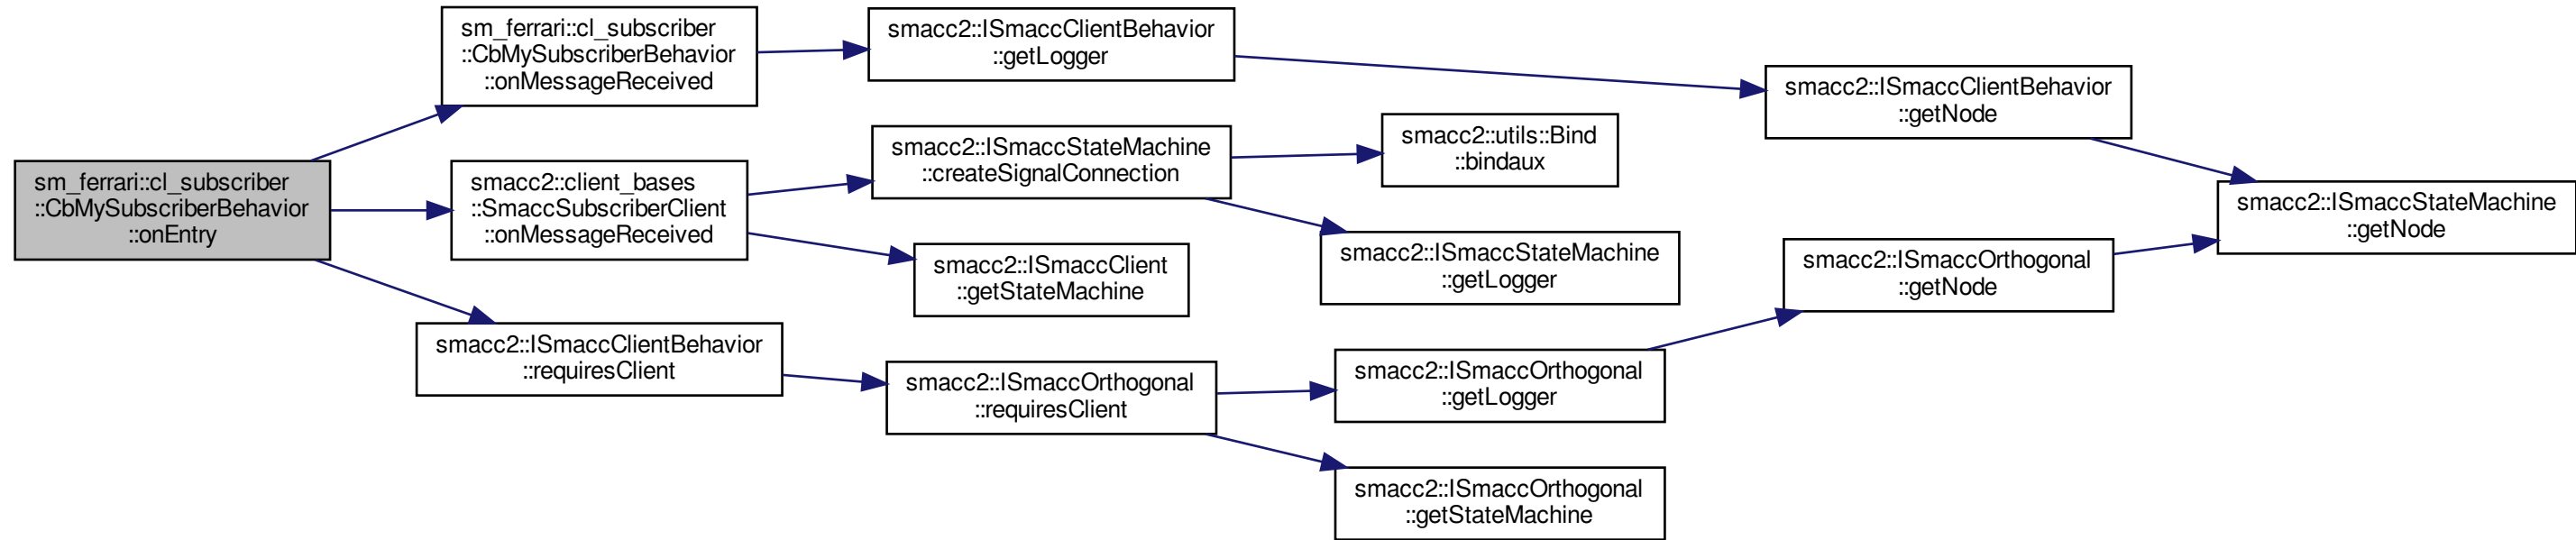 sm_ferrari::cl_subscriber
::CbMySubscriberBehavior
::onEntry
sm_ferrari::cl_subscriber
::CbMySubscriberBehavior
::onMessageReceived
smacc2::ISmaccClientBehavior
::getLogger
smacc2::ISmaccClientBehavior
::getNode
smacc2::ISmaccStateMachine
::getNode
smacc2::client_bases
::SmaccSubscriberClient
::onMessageReceived
smacc2::ISmaccStateMachine
::createSignalConnection
smacc2::utils::Bind
::bindaux
smacc2::ISmaccStateMachine
::getLogger
smacc2::ISmaccClient
::getStateMachine
smacc2::ISmaccClientBehavior
::requiresClient
smacc2::ISmaccOrthogonal
::requiresClient
smacc2::ISmaccOrthogonal
::getLogger
smacc2::ISmaccOrthogonal
::getNode
smacc2::ISmaccOrthogonal
::getStateMachine